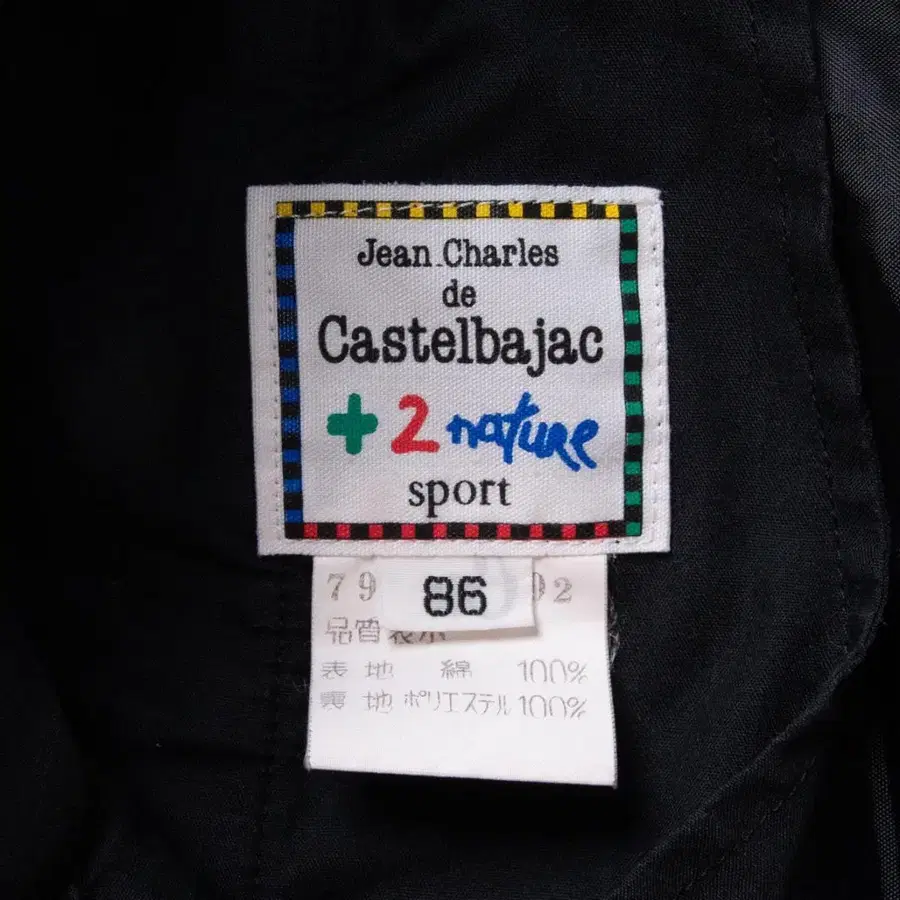 Jean Charles
de
Castelbajac
+2 nature
sport
79 92
86
品質表示
表地 綿 100%
裏地 ポリエステル 100%